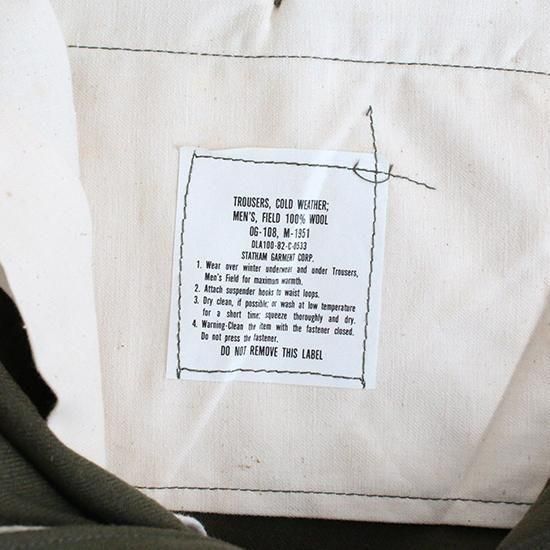 TROUSERS, COLD WEATHER;
MEN'S, FIELD 100% WOOL
OG-108, M-1951
DLA100-82-C-0533
STATHAM GARMENT CORP.
1. Wear over winter underwear and under Trousers,
Men's Field for maximum warmth.
2. Attach suspender hooks to waist loops.
3. Dry clean, if possible; or wash at low temperature
for a short time; squeeze thoroughly and dry.
4. Warning-Clean the item with the fastener closed.
Do not press the fastener.
DO NOT REMOVE THIS LABEL